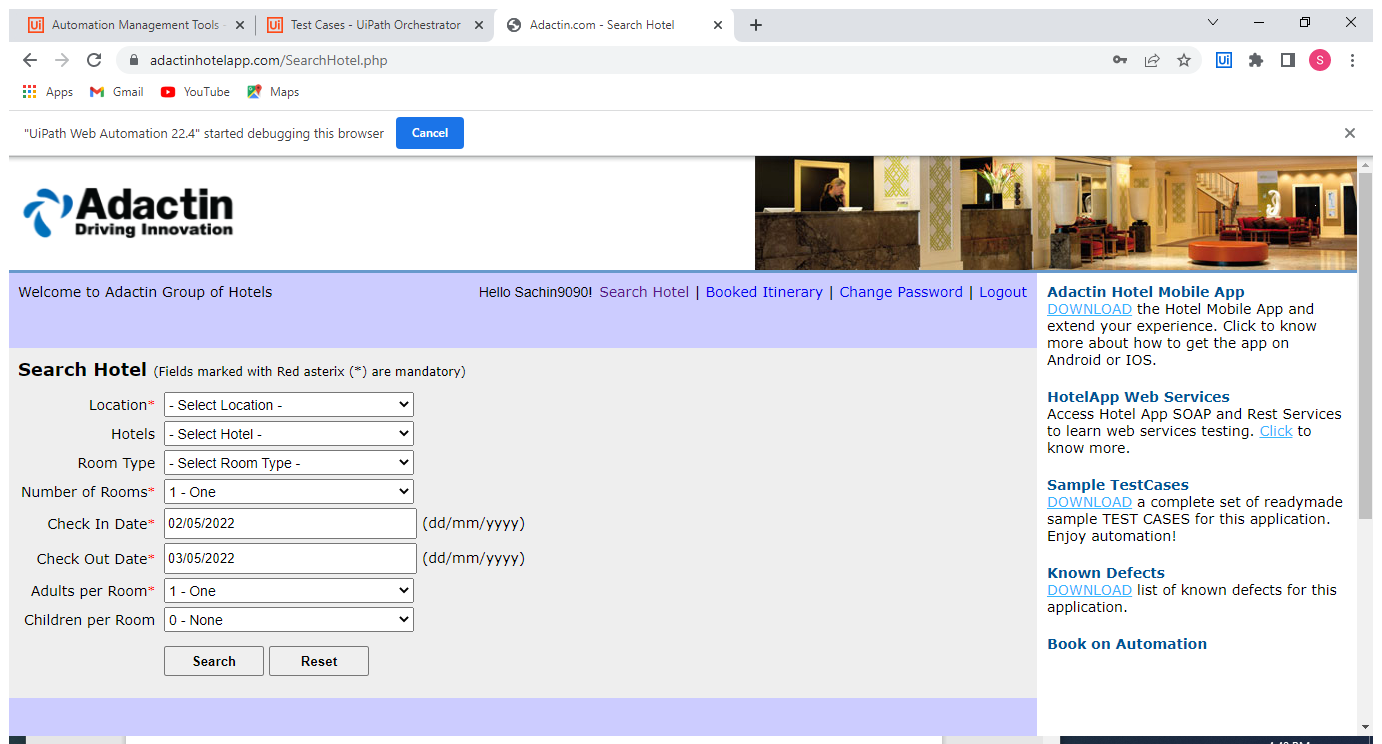 Automation Management Tools -
Test Cases - UiPath Orchestrator
Adactin.com - Search Hotel
adactinhotelapp.com/SearchHotel.php
Ui
S
Apps
Gmail
YouTube
Maps
"UiPath Web Automation 22.4" started debugging this browser
Cancel
Adactin
Driving Innovation
Welcome to Adactin Group of Hotels
Hello Sachin9090! Search Hotel | Booked Itinerary | Change Password | Logout
Search Hotel (Fields marked with Red asterix (*) are mandatory)
Location* - Select Location -
Hotels - Select Hotel -
Room Type - Select Room Type -
Number of Rooms* 1 - One
Check In Date* 02/05/2022 (dd/mm/yyyy)
Check Out Date* 03/05/2022 (dd/mm/yyyy)
Adults per Room* 1 - One
Children per Room 0 - None
Search Reset
Adactin Hotel Mobile App
DOWNLOAD the Hotel Mobile App and
extend your experience. Click to know
more about how to get the app on
Android or IOS.
HotelApp Web Services
Access Hotel App SOAP and Rest Services
to learn web services testing. Click to
know more.
Sample TestCases
DOWNLOAD a complete set of readymade
sample TEST CASES for this application.
Enjoy automation!
Known Defects
DOWNLOAD list of known defects for this
application.
Book on Automation